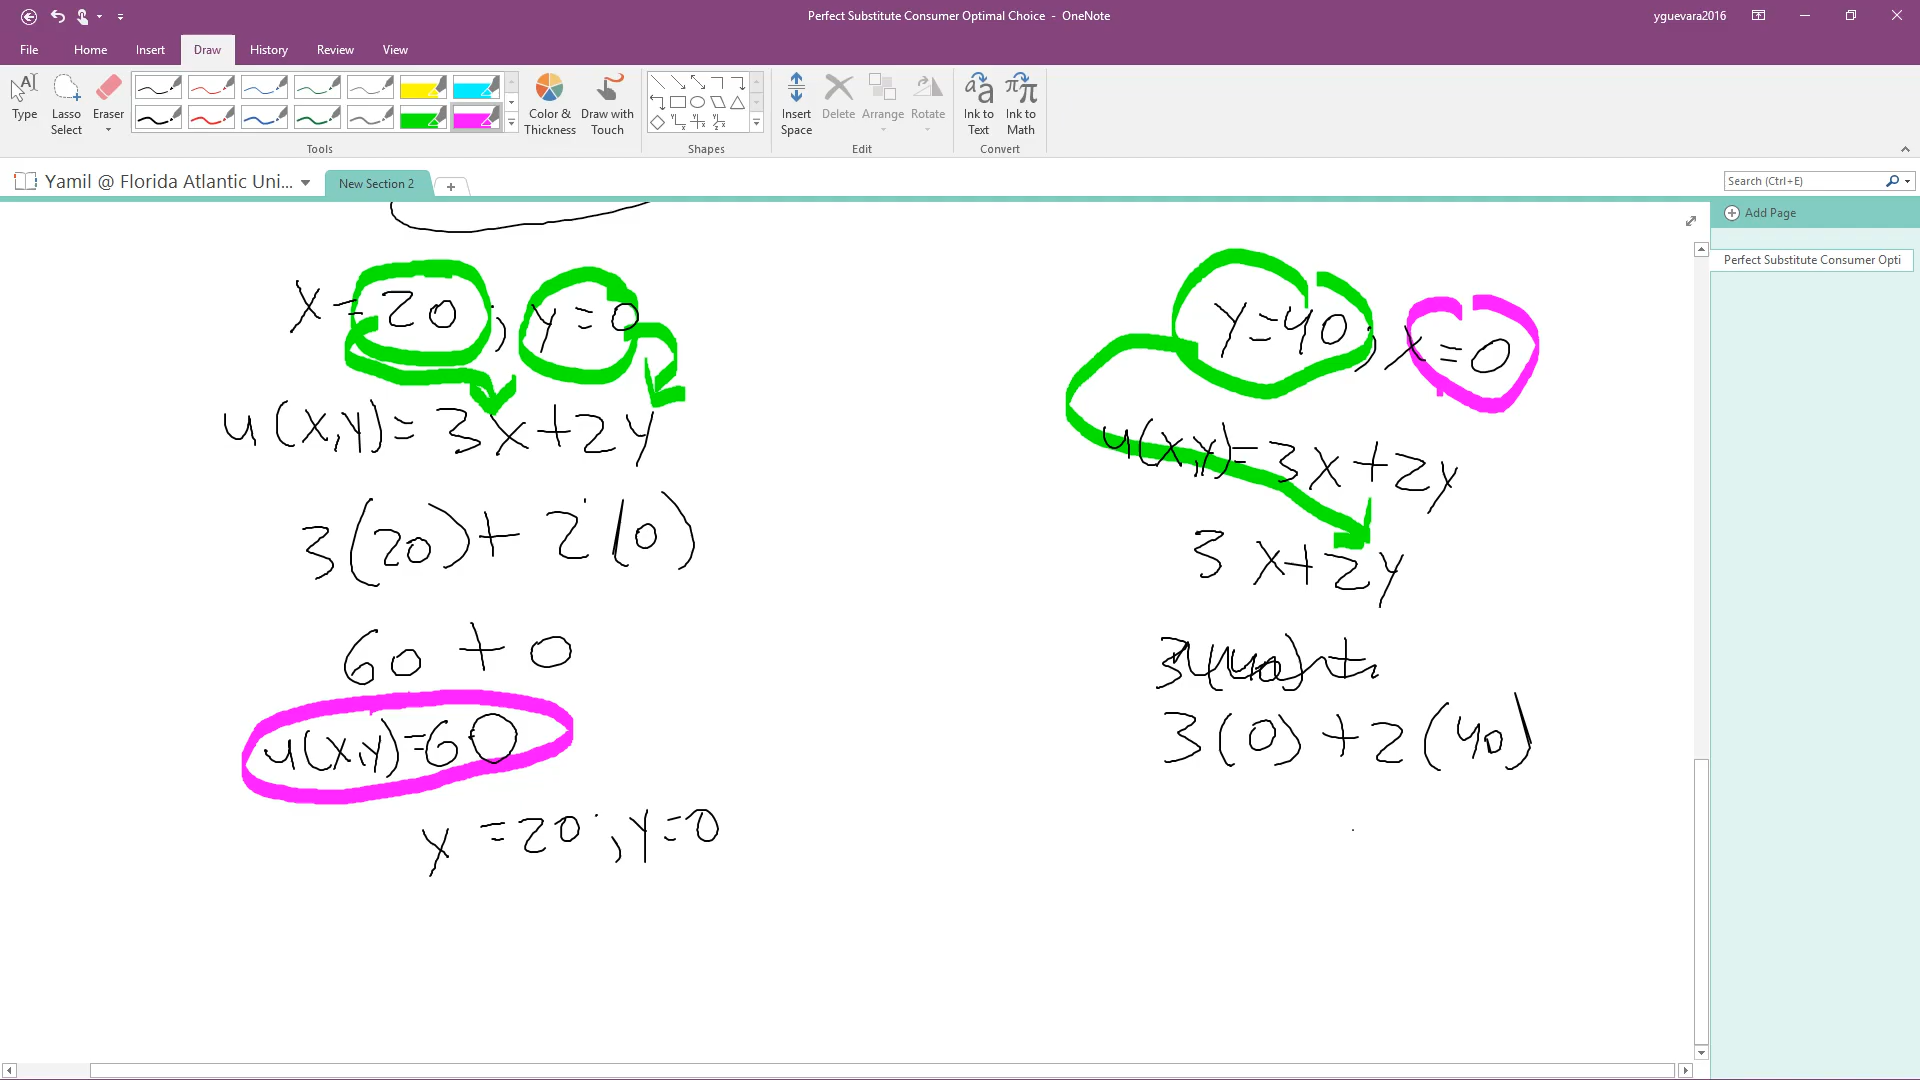 Perfect Substitute Consumer Optimal Choice - OneNote
yguevara2016
File Home Insert Draw History Review View
Type
Lasso Select
Eraser
Color & Thickness
Draw with Touch
Insert Space
Delete
Arrange
Rotate
Ink to Text
Ink to Math
Tools
Shapes
Edit
Convert
Yamil @ Florida Atlantic Uni...
New Section 2
Search (Ctrl+E)
Add Page
Perfect Substitute Consumer Opti
x=20; y=0
u(x,y)=3x+2y
3(20)+2(0)
60+0
u(x,y)=60
x=20;y=0
y=40; x=0
u(x,y)=3x+2y
3x+2y
3(0)+2(40)